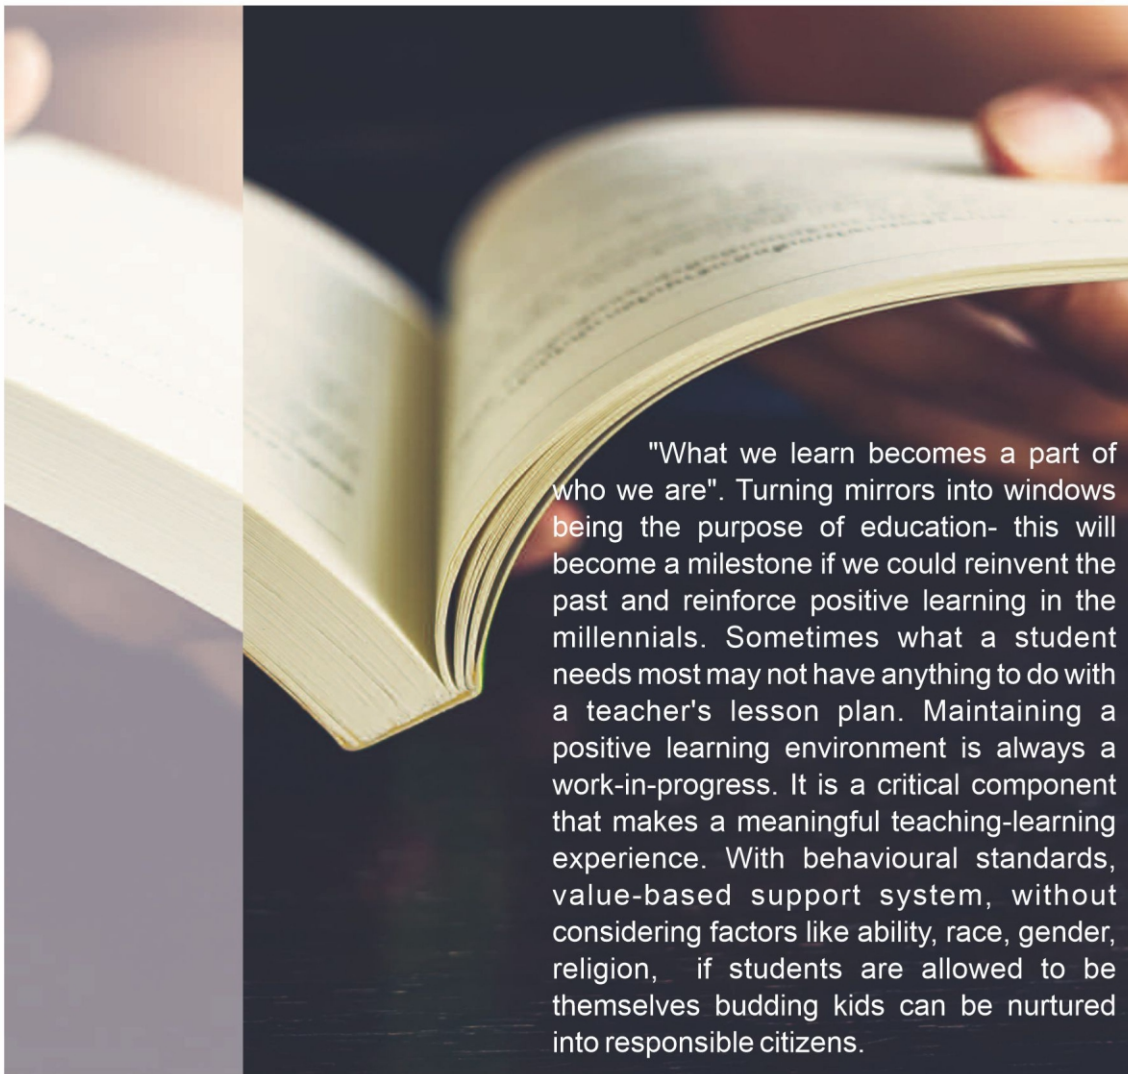 "What we learn becomes a part of
who we are". Turning mirrors into windows
being the purpose of education- this will
become a milestone if we could reinvent the
past and reinforce positive learning in the
millennials. Sometimes what a student
needs most may not have anything to do with
a teacher's lesson plan. Maintaining a
positive learning environment is always a
work-in-progress. It is a critical component
that makes a meaningful teaching-learning
experience. With behavioural standards,
value-based support system, without
considering factors like ability, race, gender,
religion, if students are allowed to be
themselves budding kids can be nurtured
into responsible citizens.